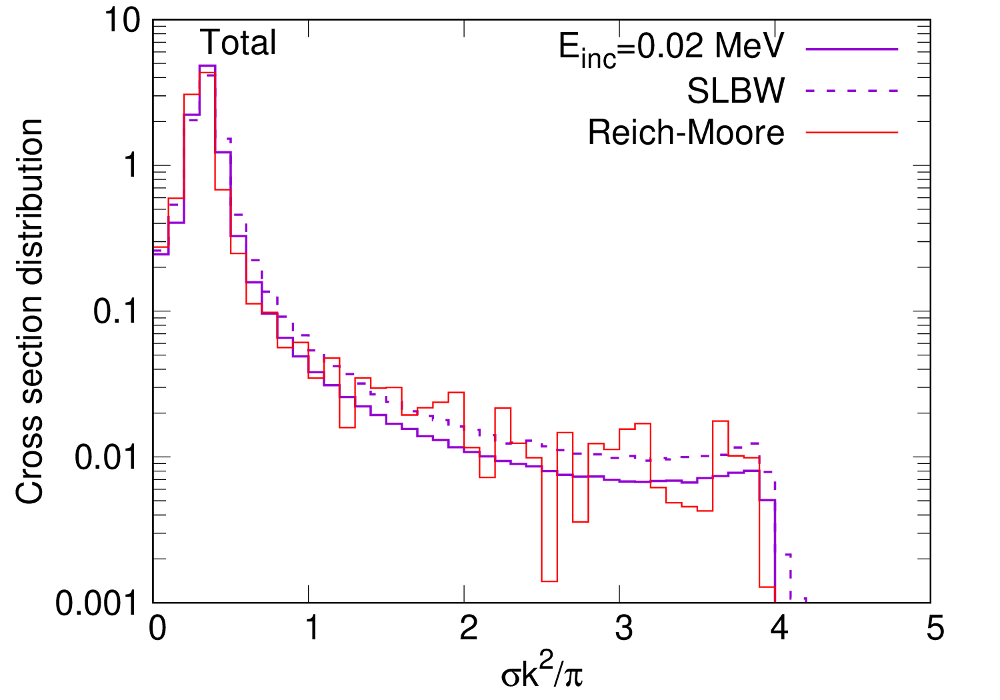 Total
E_inc=0.02 MeV
SLBW
Reich-Moore
Cross section distribution
10
1
0.1
0.01
0.001
0 1 2 3 4 5
σk²/π